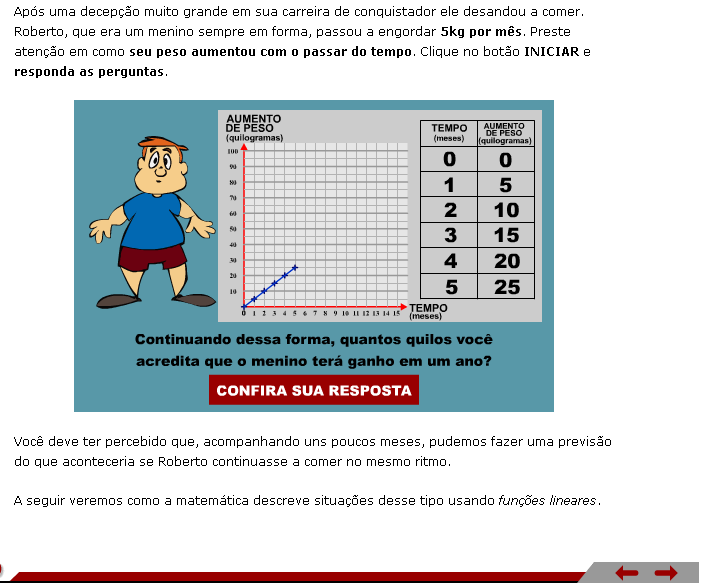 Após uma decepção muito grande em sua carreira de conquistador ele desandou a comer.
Roberto, que era um menino sempre em forma, passou a engordar 5kg por mês. Preste
atenção em como seu peso aumentou com o passar do tempo. Clique no botão INICIAR e
responda as perguntas.
AUMENTO
DE PESO
(quilogramas)
100
90
80
70
60
50
40
30
20
10
0 1 2 3 4 5 6 7 8 9 10 11 12 13 14 15
TEMPO
(meses)
TEMPO
(meses)
AUMENTO
DE PESO
(quilogramas)
0 0
1 5
2 10
3 15
4 20
5 25
Continuando dessa forma, quantos quilos você
acredita que o menino terá ganho em um ano?
CONFIRA SUA RESPOSTA
Você deve ter percebido que, acompanhando uns poucos meses, pudemos fazer uma previsão
do que aconteceria se Roberto continuasse a comer no mesmo ritmo.
A seguir veremos como a matemática descreve situações desse tipo usando funções lineares.